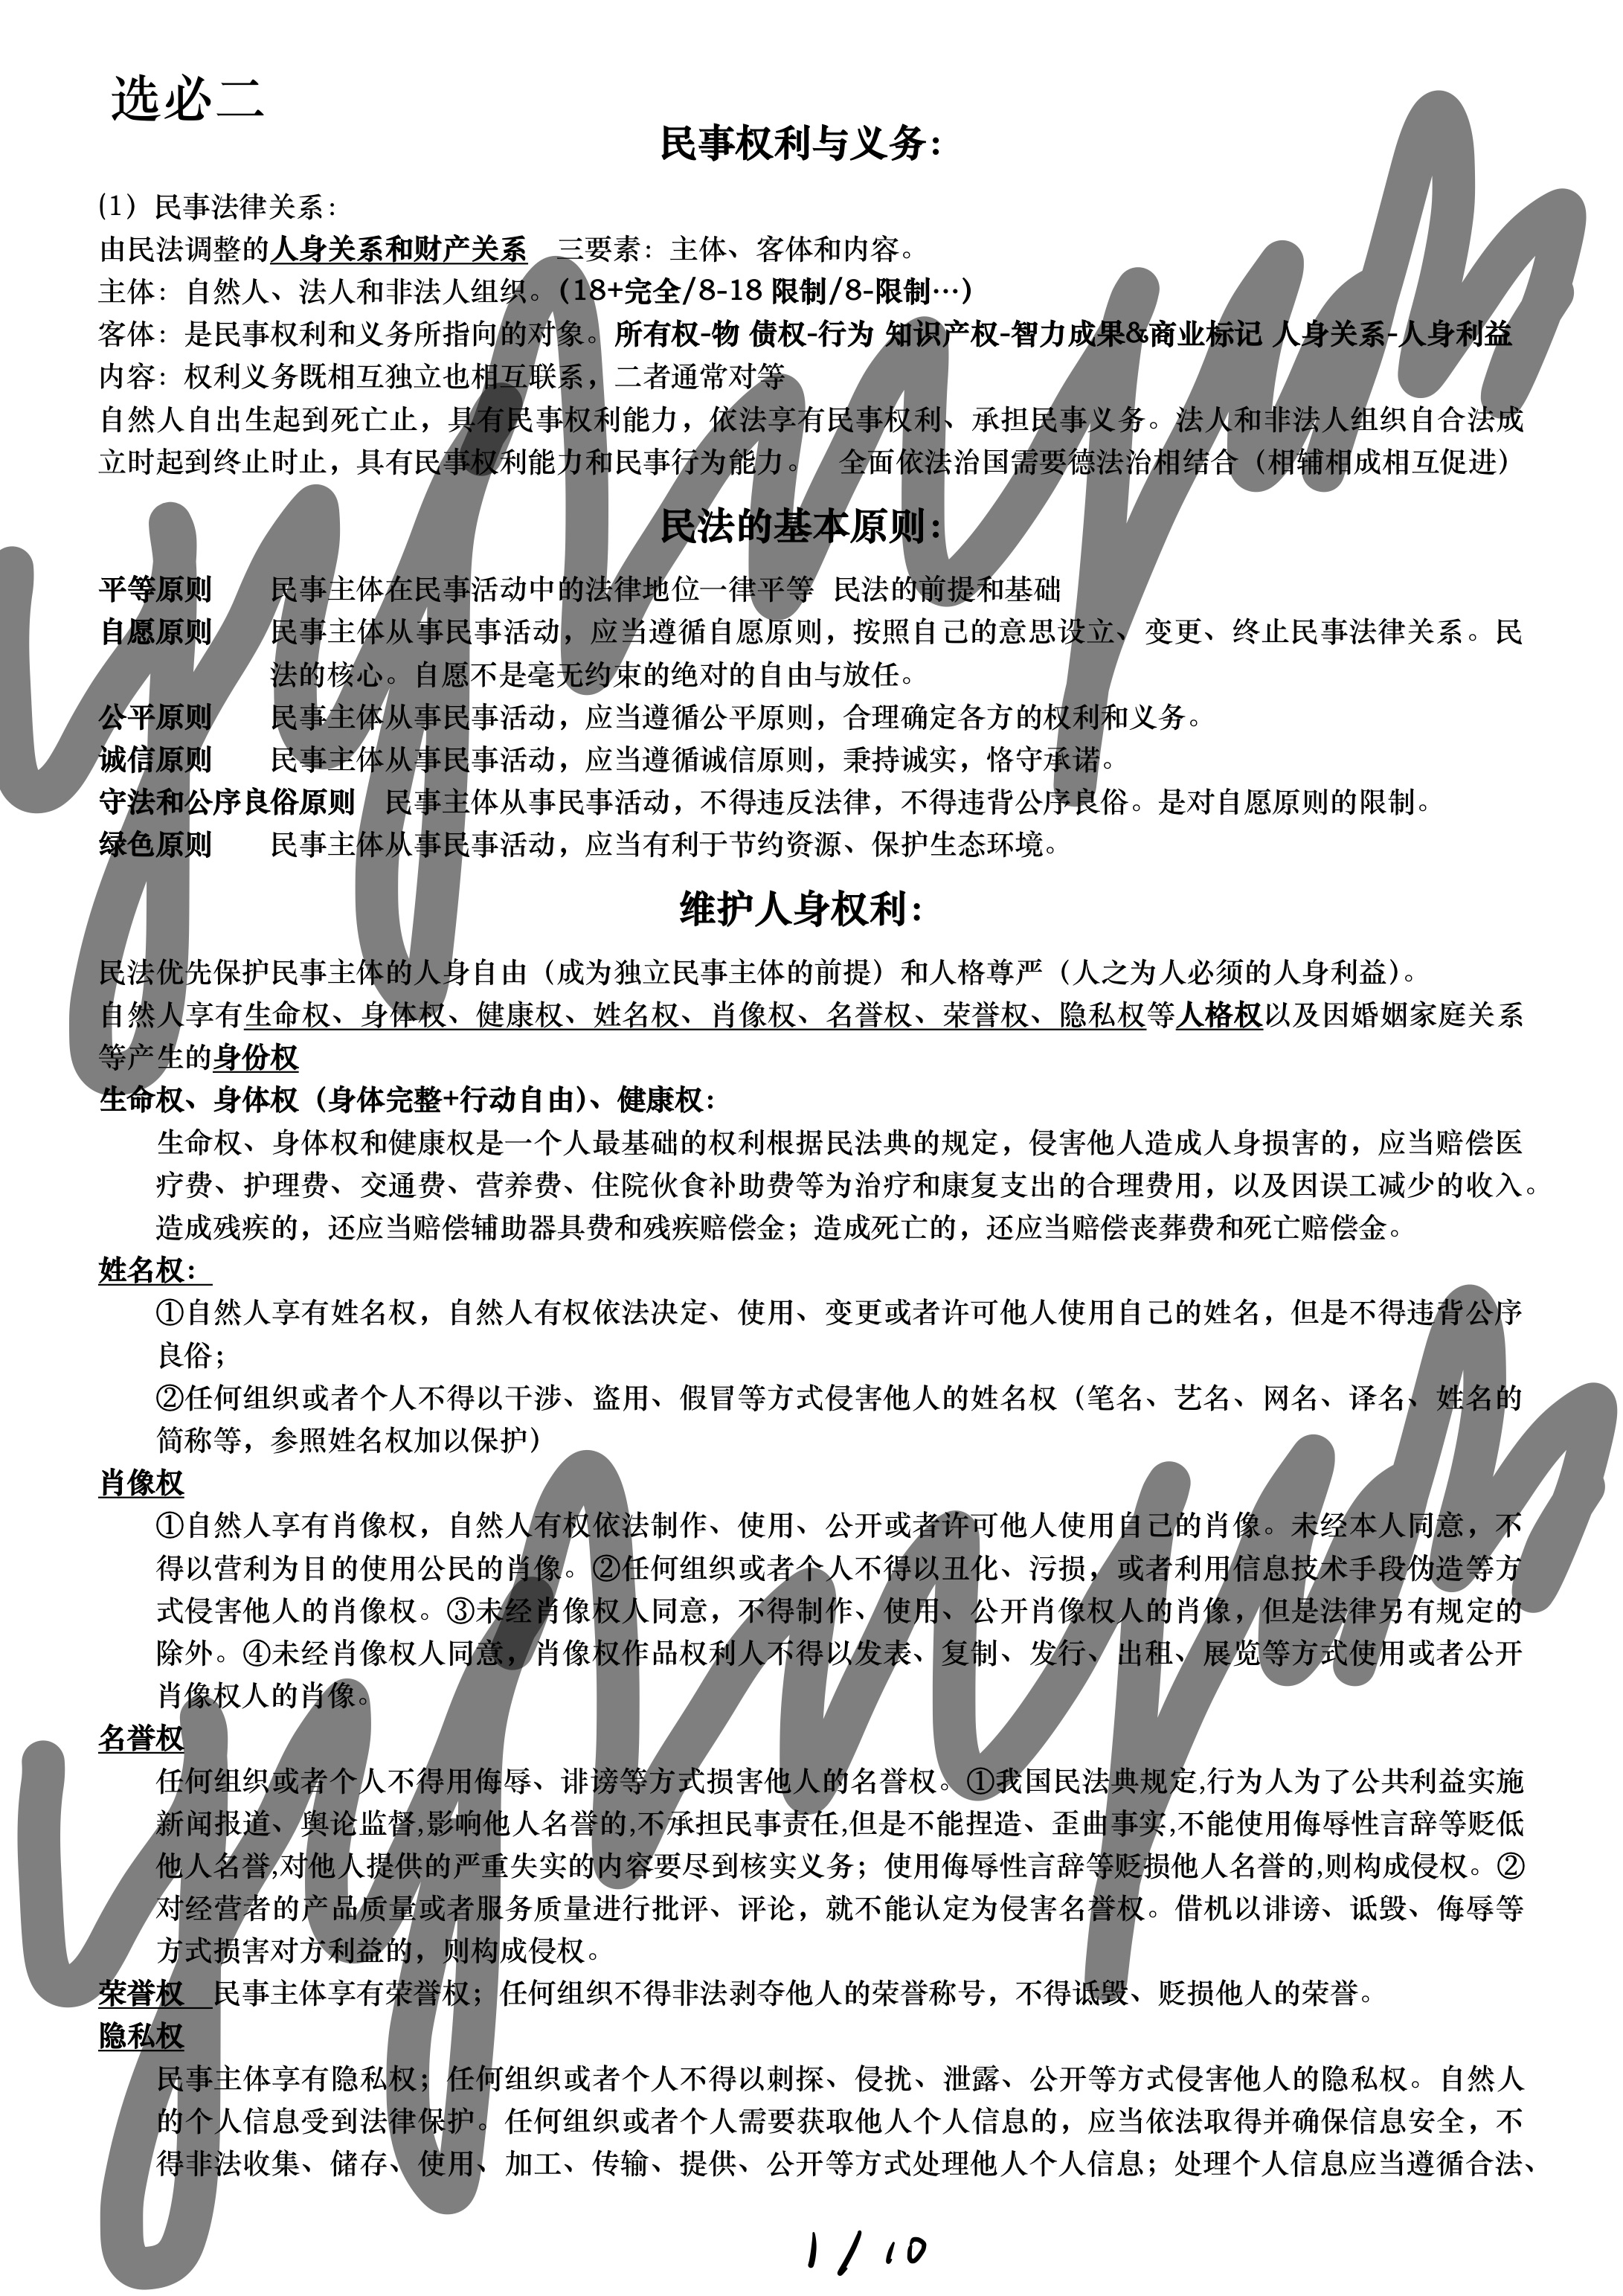 选必二
民事权利与义务：
（1）民事法律关系：
由民法调整的人身关系和财产关系 三要素：主体、客体和内容。
主体：自然人、法人和非法人组织。（18+完全/8-18 限制/8-限制…）
客体：是民事权利和义务所指向的对象。所有权-物 债权-行为 知识产权-智力成果&商业标记 人身关系-人身利益
内容：权利义务既相互独立也相互联系，二者通常对等
自然人自出生起到死亡止，具有民事权利能力，依法享有民事权利、承担民事义务。法人和非法人组织自合法成
立时起到终止时止，具有民事权利能力和民事行为能力。 全面依法治国需要德法治相结合（相辅相成相互促进）
民法的基本原则：
平等原则 民事主体在民事活动中的法律地位一律平等 民法的前提和基础
自愿原则 民事主体从事民事活动，应当遵循自愿原则，按照自己的意思设立、变更、终止民事法律关系。民
法的核心。自愿不是毫无约束的绝对的自由与放任。
公平原则 民事主体从事民事活动，应当遵循公平原则，合理确定各方的权利和义务。
诚信原则 民事主体从事民事活动，应当遵循诚信原则，秉持诚实，恪守承诺。
守法和公序良俗原则 民事主体从事民事活动，不得违反法律，不得违背公序良俗。是对自愿原则的限制。
绿色原则 民事主体从事民事活动，应当有利于节约资源、保护生态环境。
维护人身权利：
民法优先保护民事主体的人身自由（成为独立民事主体的前提）和人格尊严（人之为人必须的人身利益）。
自然人享有生命权、身体权、健康权、姓名权、肖像权、名誉权、荣誉权、隐私权等人格权以及因婚姻家庭关系
等产生的身份权
生命权、身体权（身体完整+行动自由）、健康权：
生命权、身体权和健康权是一个人最基础的权利根据民法典的规定，侵害他人造成人身损害的，应当赔偿医
疗费、护理费、交通费、营养费、住院伙食补助费等为治疗和康复支出的合理费用，以及因误工减少的收入。
造成残疾的，还应当赔偿辅助器具费和残疾赔偿金；造成死亡的，还应当赔偿丧葬费和死亡赔偿金。
姓名权：
①自然人享有姓名权，自然人有权依法决定、使用、变更或者许可他人使用自己的姓名，但是不得违背公序
良俗；
②任何组织或者个人不得以干涉、盗用、假冒等方式侵害他人的姓名权（笔名、艺名、网名、译名、姓名的
简称等，参照姓名权加以保护）
肖像权
①自然人享有肖像权，自然人有权依法制作、使用、公开或者许可他人使用自己的肖像。未经本人同意，不
得以营利为目的使用公民的肖像。②任何组织或者个人不得以丑化、污损，或者利用信息技术手段伪造等方
式侵害他人的肖像权。③未经肖像权人同意，不得制作、使用、公开肖像权人的肖像，但是法律另有规定的
除外。④未经肖像权人同意，肖像权作品权利人不得以发表、复制、发行、出租、展览等方式使用或者公开
肖像权人的肖像。
名誉权
任何组织或者个人不得用侮辱、诽谤等方式损害他人的名誉权。①我国民法典规定,行为人为了公共利益实施
新闻报道、舆论监督,影响他人名誉的,不承担民事责任,但是不能捏造、歪曲事实,不能使用侮辱性言辞等贬低
他人名誉,对他人提供的严重失实的内容要尽到核实义务；使用侮辱性言辞等贬损他人名誉的,则构成侵权。②
对经营者的产品质量或者服务质量进行批评、评论，就不能认定为侵害名誉权。借机以诽谤、诋毁、侮辱等
方式损害对方利益的，则构成侵权。
荣誉权 民事主体享有荣誉权；任何组织不得非法剥夺他人的荣誉称号，不得诋毁、贬损他人的荣誉。
隐私权
民事主体享有隐私权；任何组织或者个人不得以刺探、侵扰、泄露、公开等方式侵害他人的隐私权。自然人
的个人信息受到法律保护。任何组织或者个人需要获取他人个人信息的，应当依法取得并确保信息安全，不
得非法收集、储存、使用、加工、传输、提供、公开等方式处理他人个人信息；处理个人信息应当遵循合法、
1/10